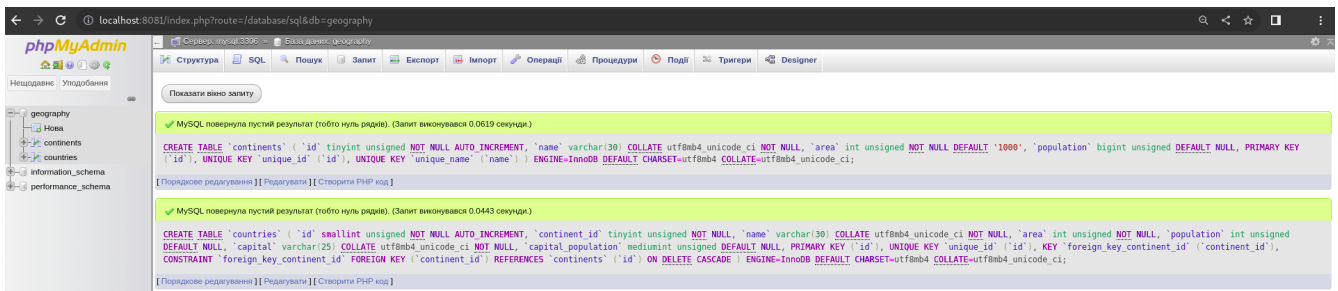 localhost:8081/index.php?route=/database/sql&db=geography
phpMyAdmin
Нещодавнє Уподобання
geography
Нова
continents
countries
information_schema
performance_schema
Сервер: mysql:3306 » База даних: geography
Структура SQL Пошук Запит Експорт Імпорт Операції Процедури Події Тригери Designer
Показати вікно запиту
MySQL повернула пустий результат (тобто нуль рядків). (Запит виконувався 0.0619 секунди.)
CREATE TABLE `continents` ( `id` tinyint unsigned NOT NULL AUTO_INCREMENT, `name` varchar(30) COLLATE utf8mb4_unicode_ci NOT NULL, `area` int unsigned NOT NULL DEFAULT '1000', `population` bigint unsigned DEFAULT NULL, PRIMARY KEY
(`id`), UNIQUE KEY `unique_id` (`id`), UNIQUE KEY `unique_name` (`name`) ) ENGINE=InnoDB DEFAULT CHARSET=utf8mb4 COLLATE=utf8mb4_unicode_ci;
[ Порядкове редагування ] [ Редагувати ] [ Створити PHP код ]
MySQL повернула пустий результат (тобто нуль рядків). (Запит виконувався 0.0443 секунди.)
CREATE TABLE `countries` ( `id` smallint unsigned NOT NULL AUTO_INCREMENT, `continent_id` tinyint unsigned NOT NULL, `name` varchar(30) COLLATE utf8mb4_unicode_ci NOT NULL, `area` int unsigned NOT NULL, `population` int unsigned
DEFAULT NULL, `capital` varchar(25) COLLATE utf8mb4_unicode_ci NOT NULL, `capital_population` mediumint unsigned DEFAULT NULL, PRIMARY KEY (`id`), UNIQUE KEY `unique_id` (`id`), KEY `foreign_key_continent_id` (`continent_id`),
CONSTRAINT `foreign_key_continent_id` FOREIGN KEY (`continent_id`) REFERENCES `continents` (`id`) ON DELETE CASCADE ) ENGINE=InnoDB DEFAULT CHARSET=utf8mb4 COLLATE=utf8mb4_unicode_ci;
[ Порядкове редагування ] [ Редагувати ] [ Створити PHP код ]